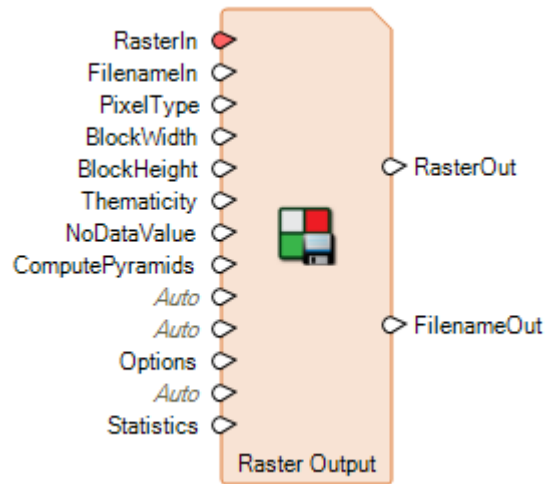 RasterIn
FilenameIn
PixelType
BlockWidth
BlockHeight
Thematicity
NoDataValue
ComputePyramids
Auto
Auto
Options
Auto
Statistics
RasterOut
FilenameOut
Raster Output